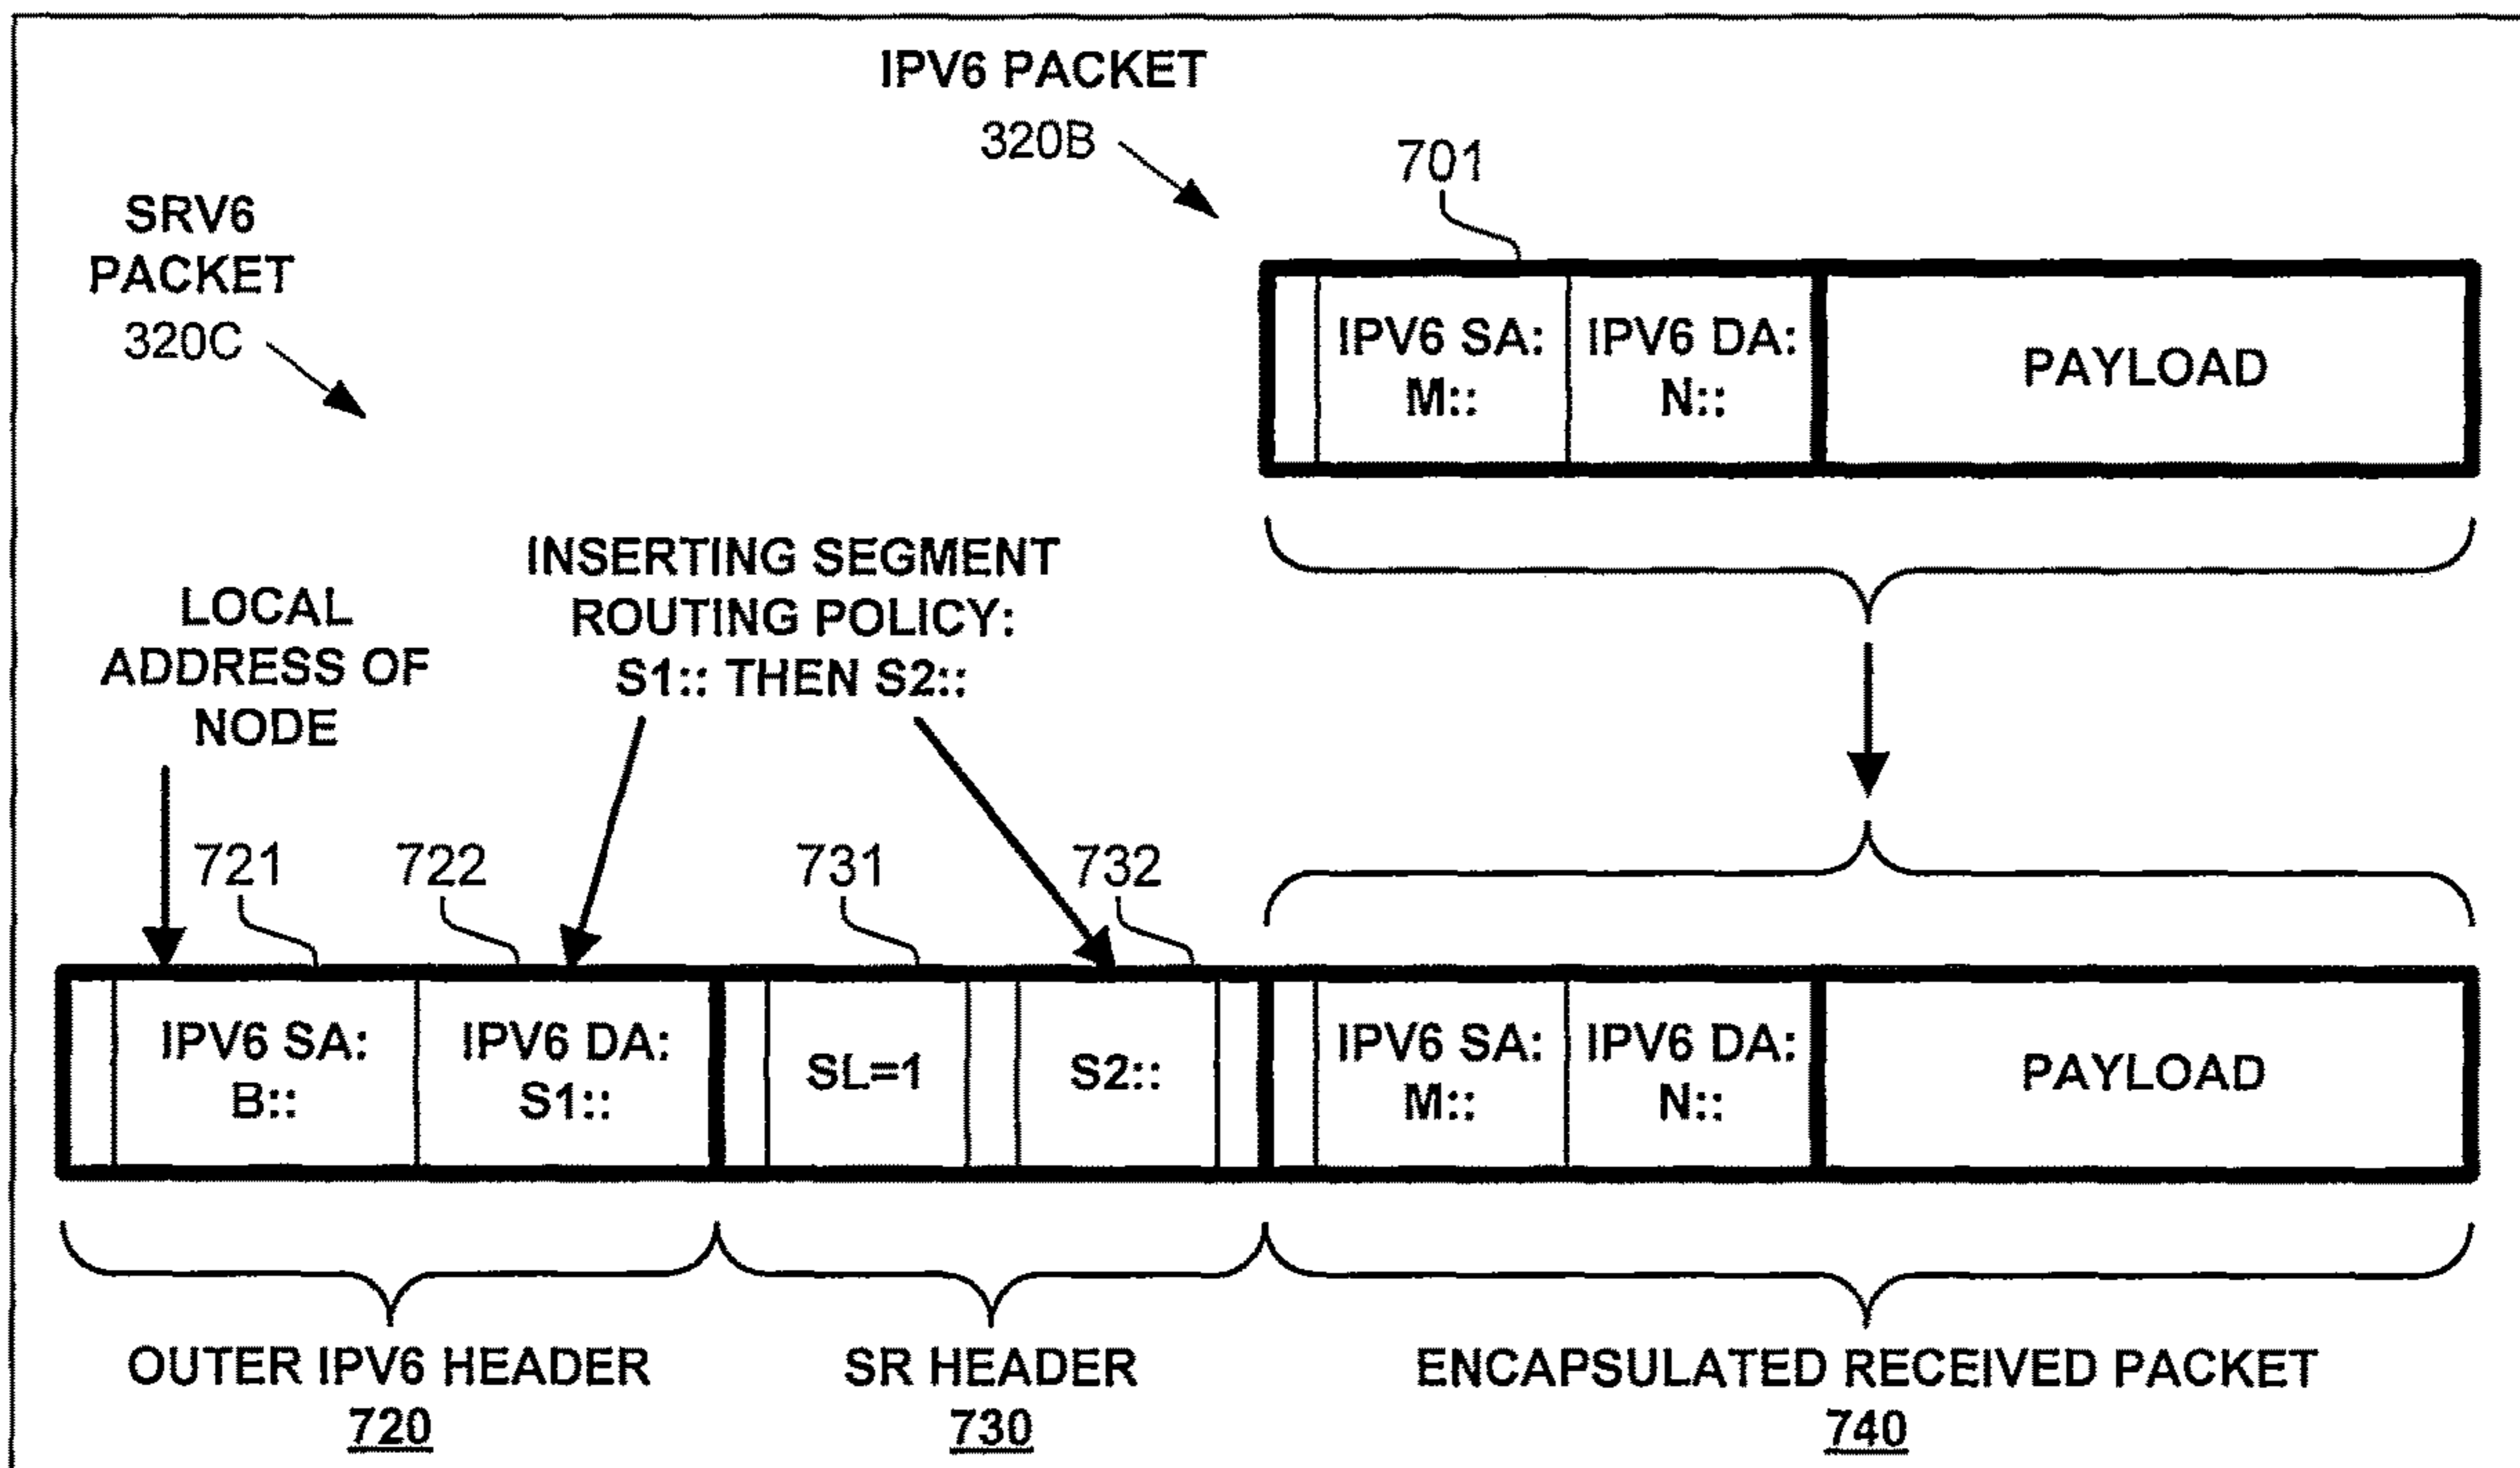 IPV6 PACKET
320B
701
SRV6
PACKET
320C
IPV6 SA:
M::
IPV6 DA:
N::
PAYLOAD
INSERTING SEGMENT
ROUTING POLICY:
S1:: THEN S2::
LOCAL
ADDRESS OF
NODE
721
722
731
732
IPV6 SA:
B::
IPV6 DA:
S1::
SL=1
S2::
IPV6 SA:
M::
IPV6 DA:
N::
PAYLOAD
OUTER IPV6 HEADER
720
SR HEADER
730
ENCAPSULATED RECEIVED PACKET
740